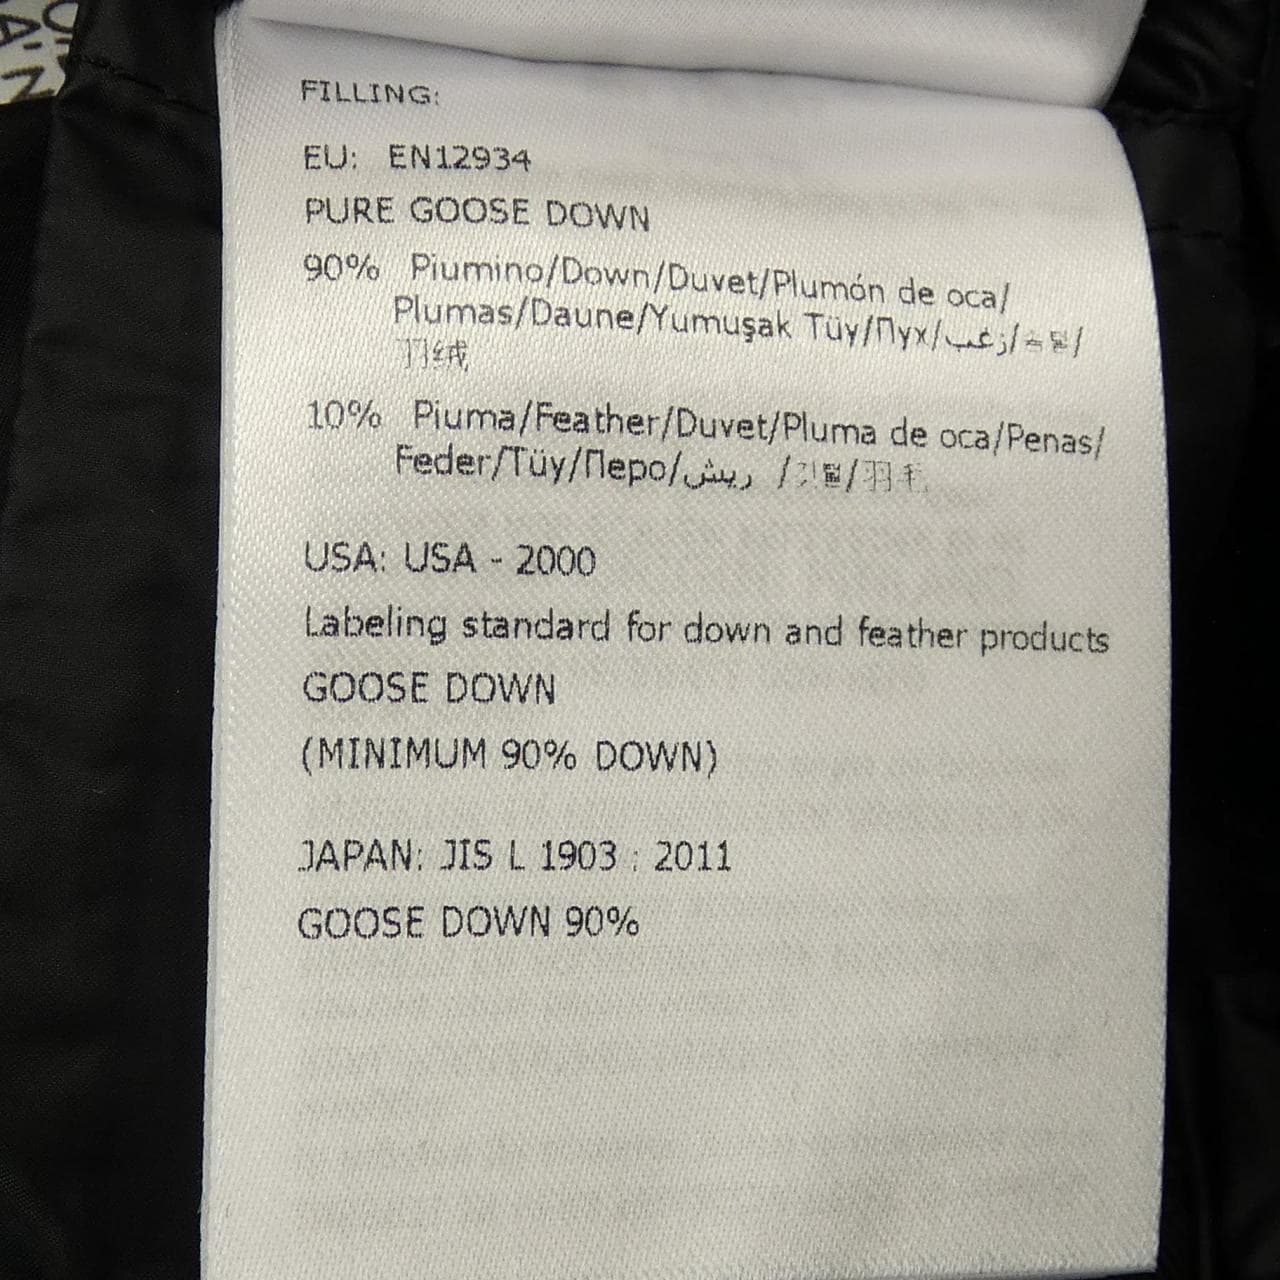 FILLING:
EU: EN12934
PURE GOOSE DOWN
90% Piumino/Down/Duvet/Plumón de oca/
Plumas/Daune/Yumuşak Tüy/Пух/زغب/솜털/
羽绒
10% Piuma/Feather/Duvet/Pluma de oca/Penas/
Feder/Tüy/Перо/ريش /깃털/羽毛
USA: USA - 2000
Labeling standard for down and feather products
GOOSE DOWN
(MINIMUM 90% DOWN)
JAPAN: JIS L 1903 : 2011
GOOSE DOWN 90%